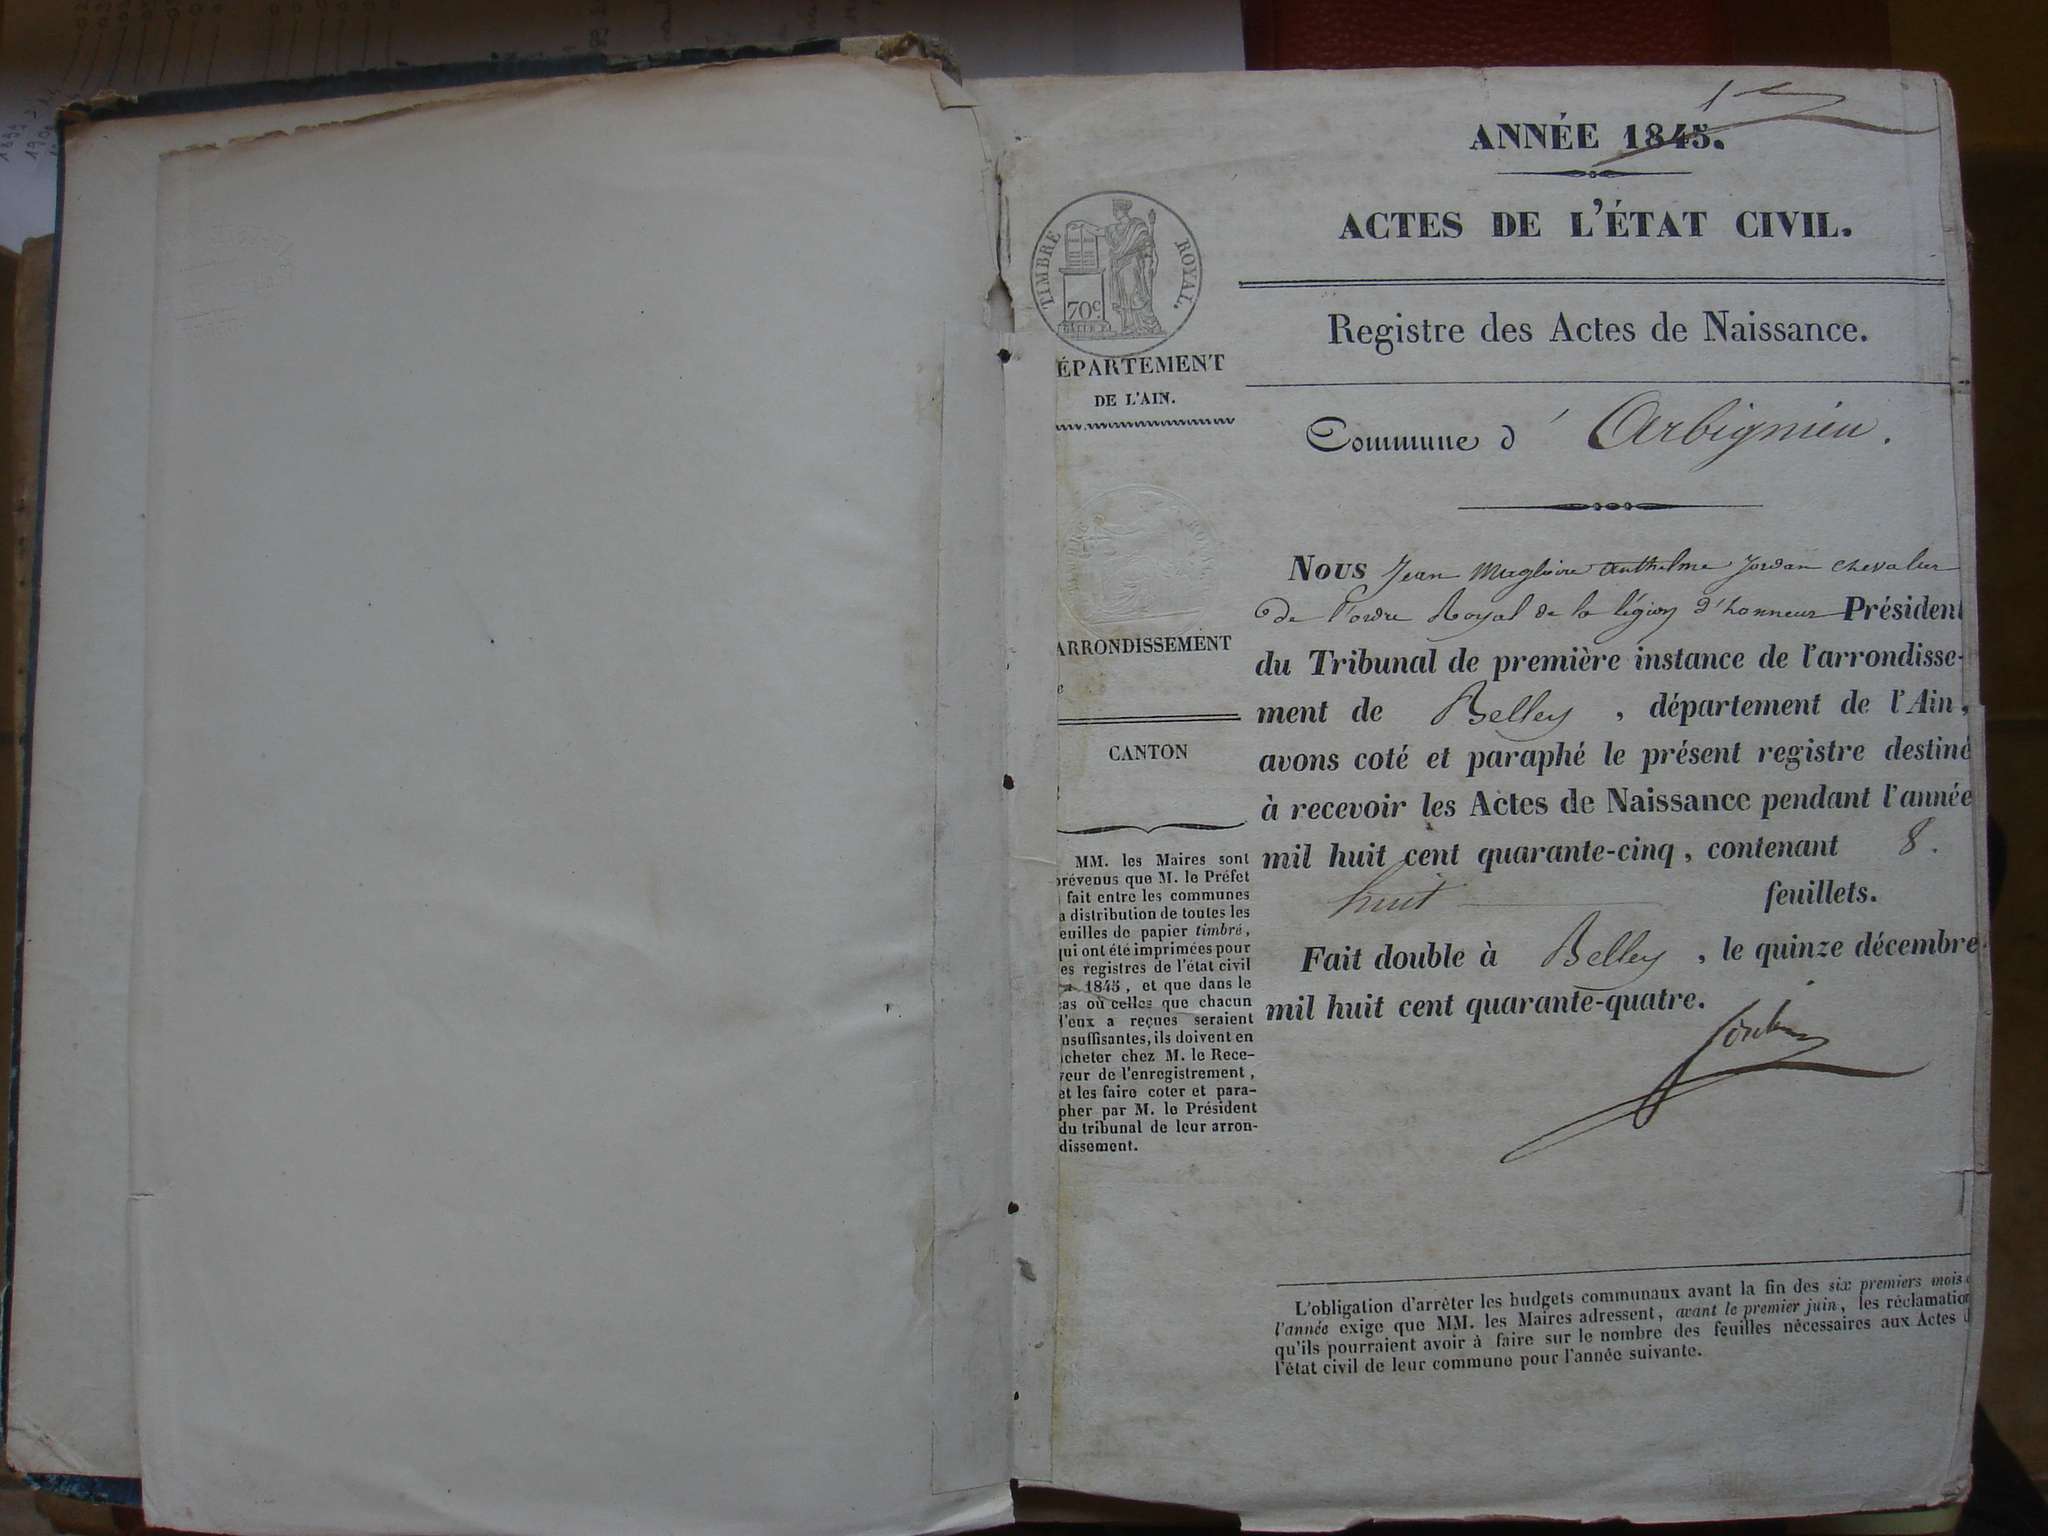 ANNÉE 1845.
ACTES DE L'ÉTAT CIVIL.
Registre des Actes de Naissance.
Commune d' Arbignieu.
Nous Jean Magloire Anthelme Jordan chevalier
de l'ordre Royal de la légion d'honneur Président
du Tribunal de première instance de l'arrondisse-
ment de Belley, département de l'Ain,
avons coté et paraphé le présent registre destiné
à recevoir les Actes de Naissance pendant l'année
mil huit cent quarante-cinq, contenant 8.
huit feuillets.
Fait double à Belley, le quinze décembre
mil huit cent quarante-quatre.
Jordan
L'obligation d'arrêter les budgets communaux avant la fin des six premiers mois
l'année exige que MM. les Maires adressent, avant le premier juin, les réclamation
qu'ils pourraient avoir à faire sur le nombre des feuilles nécessaires aux Actes d
l'état civil de leur commune pour l'année suivante.
TIMBRE ROYAL.
70c
ÉPARTEMENT
DE L'AIN.
ARRONDISSEMENT
e
CANTON
MM. les Maires sont
prévenus que M. le Préfet
fait entre les communes
a distribution de toutes les
euilles de papier timbré,
qui ont été imprimées pour
es registres de l'état civil
1845, et que dans le
cas où celles que chacun
d'eux a reçues seraient
nsuffisantes, ils doivent en
cheter chez M. le Rece-
veur de l'enregistrement,
et les faire coter et para-
pher par M. le Président
du tribunal de leur arron-
dissement.